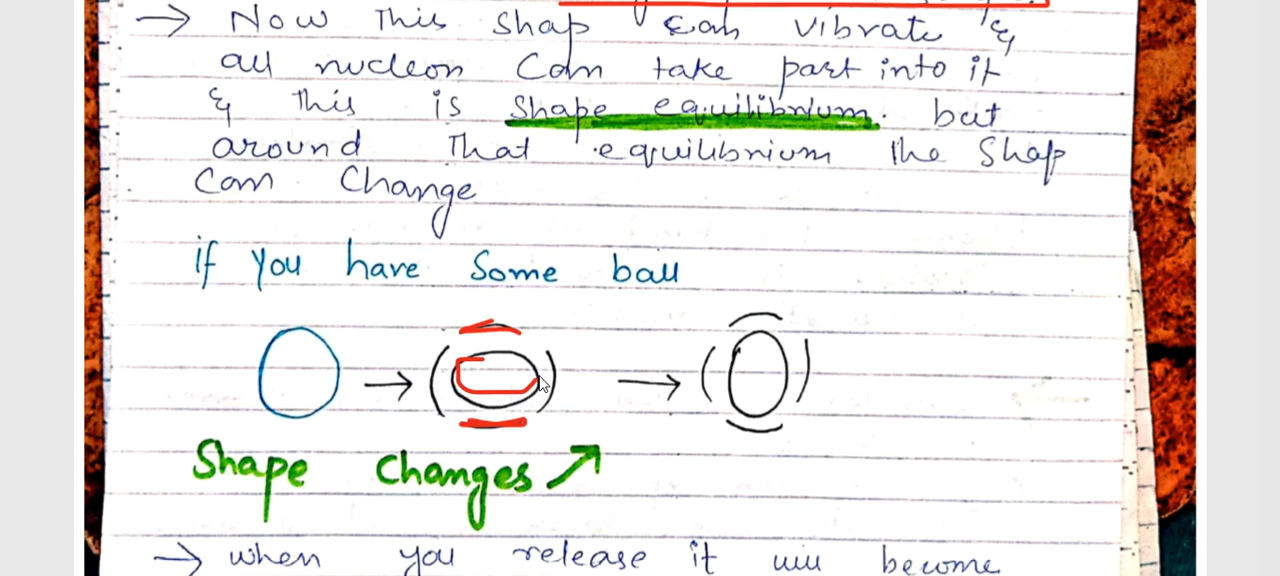 → Now This shap can vibrate &
all nucleon can take part into it
& This is shape equilibrium. but
around That equilibrium the shap
can change
if you have some ball
Shape changes
→ when you release it will become